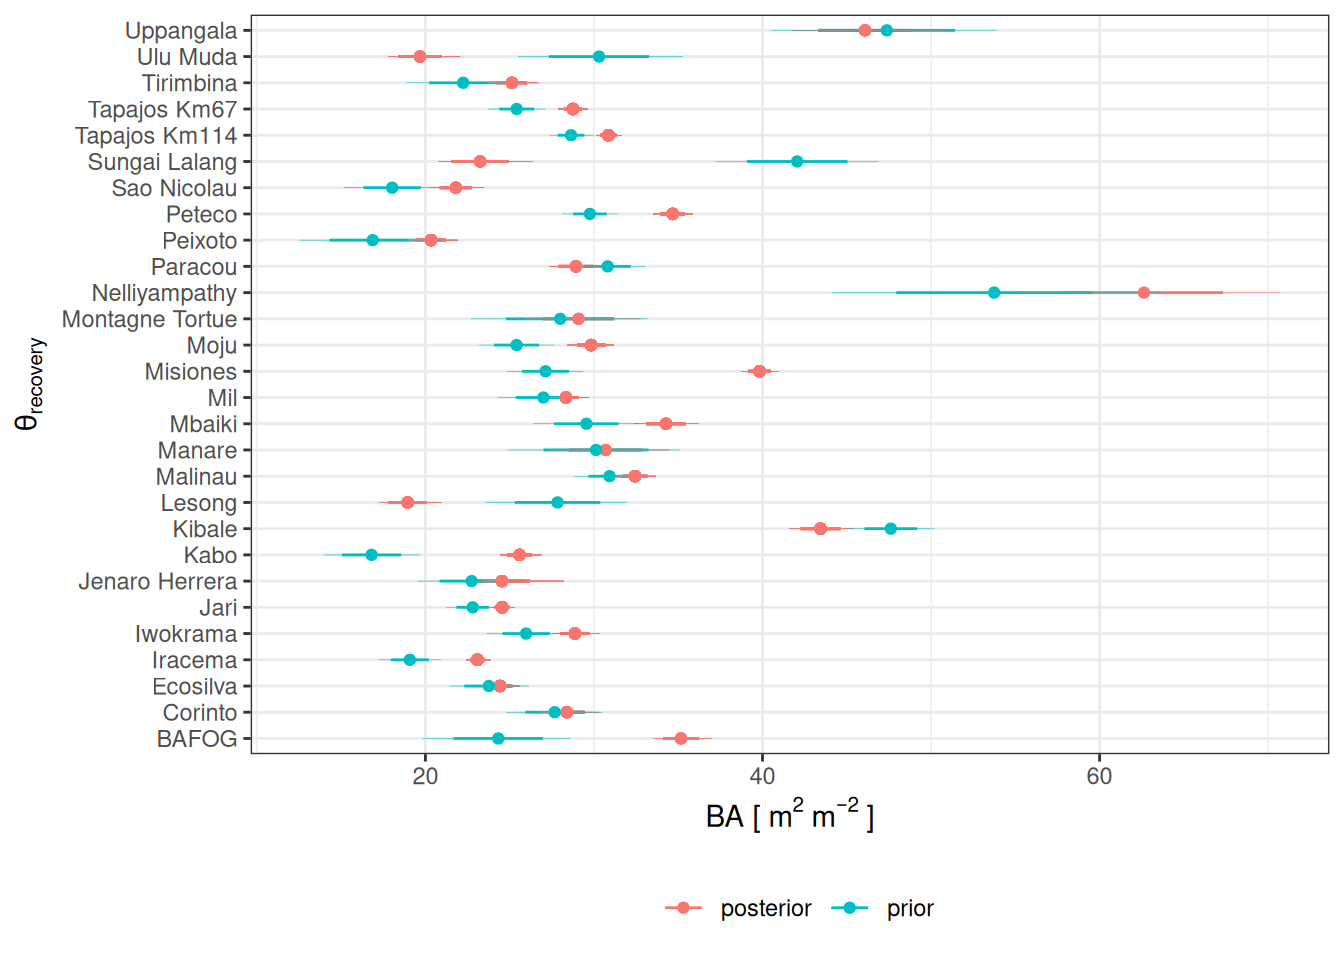 Uppangala
Ulu Muda
Tirimbina
Tapajos Km67
Tapajos Km114
Sungai Lalang
Sao Nicolau
Peteco
Peixoto
Paracou
Nelliyampathy
Montagne Tortue
Moju
Misiones
Mil
Mbaiki
Manare
Malinau
Lesong
Kibale
Kabo
Jenaro Herrera
Jari
Iwokrama
Iracema
Ecosilva
Corinto
BAFOG
θrecovery
20 40 60
BA [ m² m⁻² ]
posterior prior